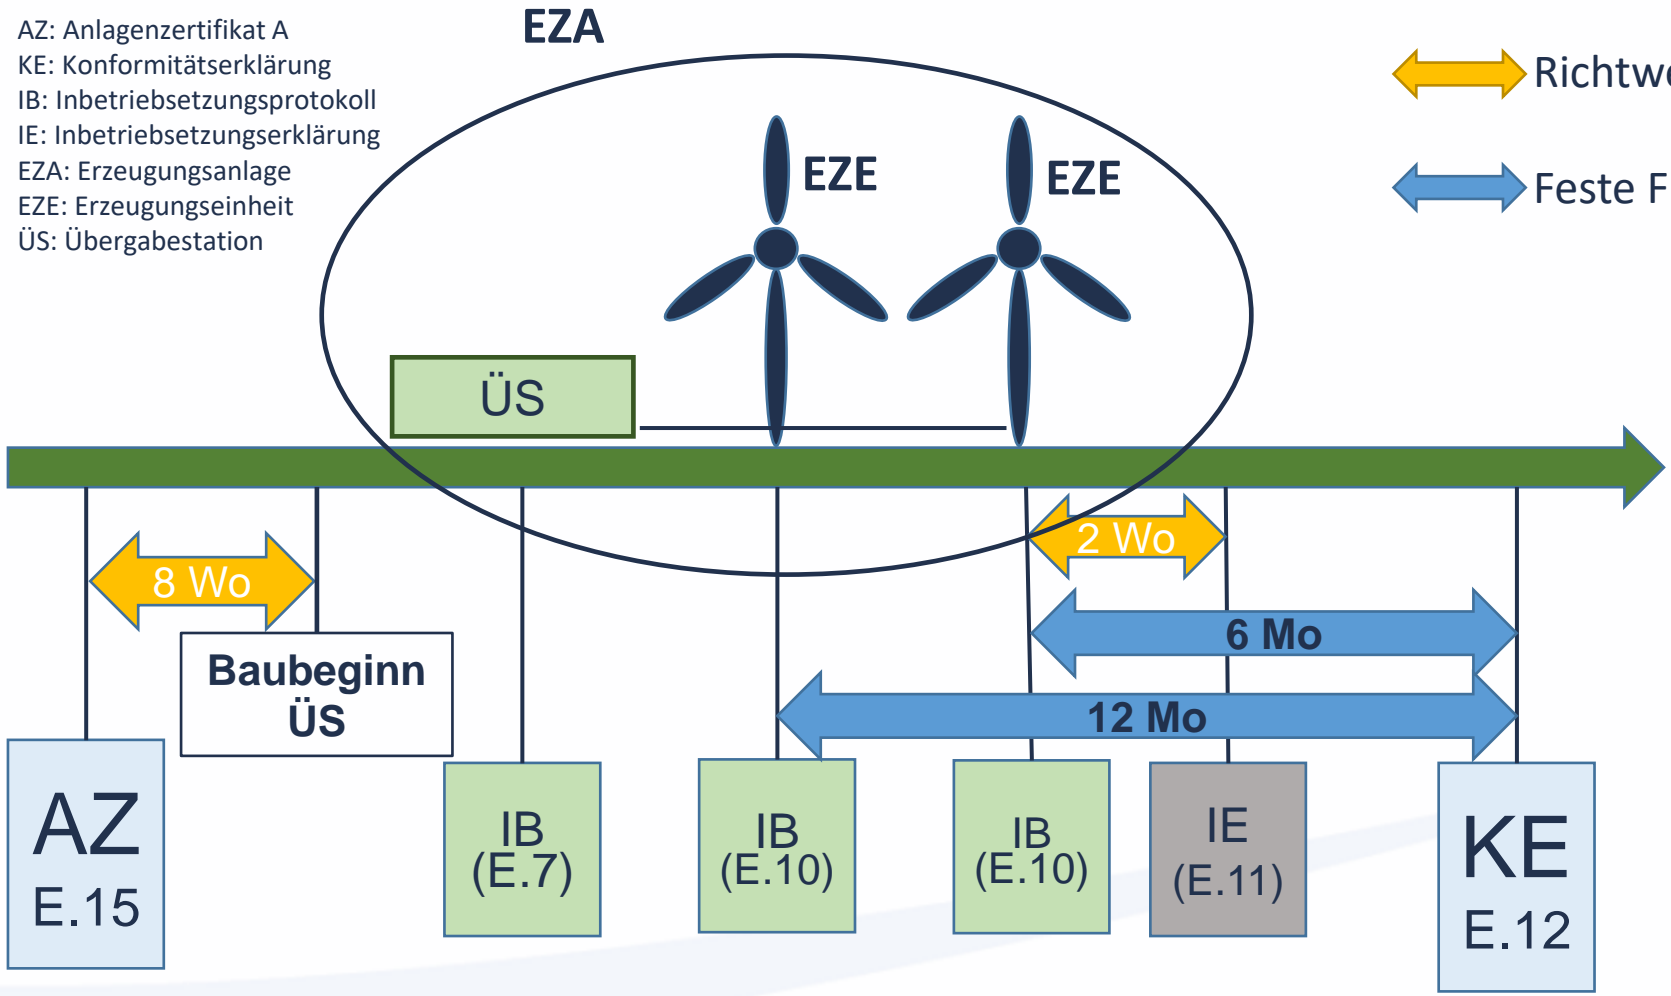 AZ: Anlagenzertifikat A
KE: Konformitätserklärung
IB: Inbetriebsetzungsprotokoll
IE: Inbetriebsetzungserklärung
EZA: Erzeugungsanlage
EZE: Erzeugungseinheit
ÜS: Übergabestation
EZA
EZE
EZE
Feste
ÜS
8 Wo
2 Wo
6 Mo
12 Mo
Baubeginn
ÜS
AZ
E.15
IB
(E.7)
IB
(E.10)
IB
(E.10)
IE
(E.11)
KE
E.12